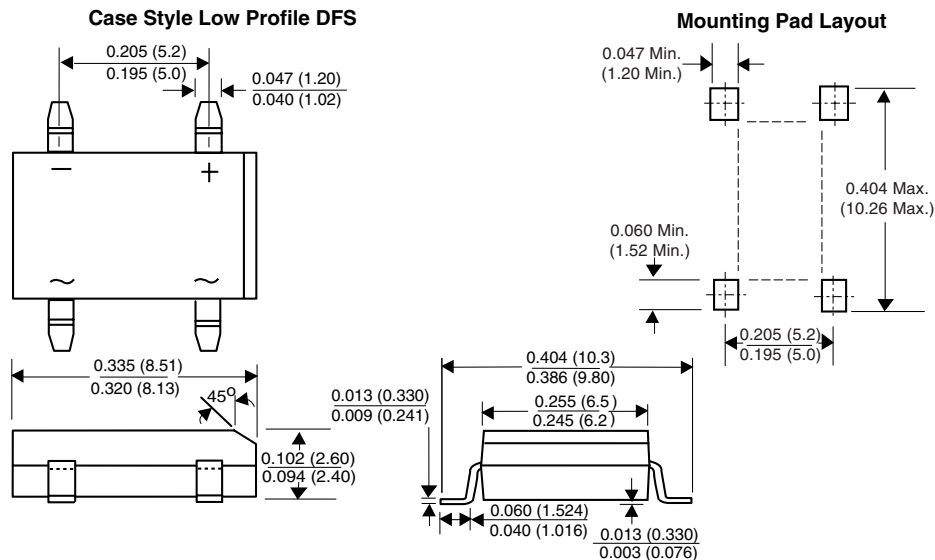 Case Style Low Profile DFS
0.205 (5.2)
0.195 (5.0)
0.047 (1.20)
0.040 (1.02)
− +
~ ~
0.335 (8.51)
0.320 (8.13)
45°
0.102 (2.60)
0.094 (2.40)
Mounting Pad Layout
0.047 Min.
(1.20 Min.)
0.404 Max.
(10.26 Max.)
0.060 Min.
(1.52 Min.)
0.205 (5.2)
0.195 (5.0)
0.404 (10.3)
0.386 (9.80)
0.013 (0.330)
0.009 (0.241)
0.255 (6.5)
0.245 (6.2)
0.060 (1.524)
0.040 (1.016)
0.013 (0.330)
0.003 (0.076)